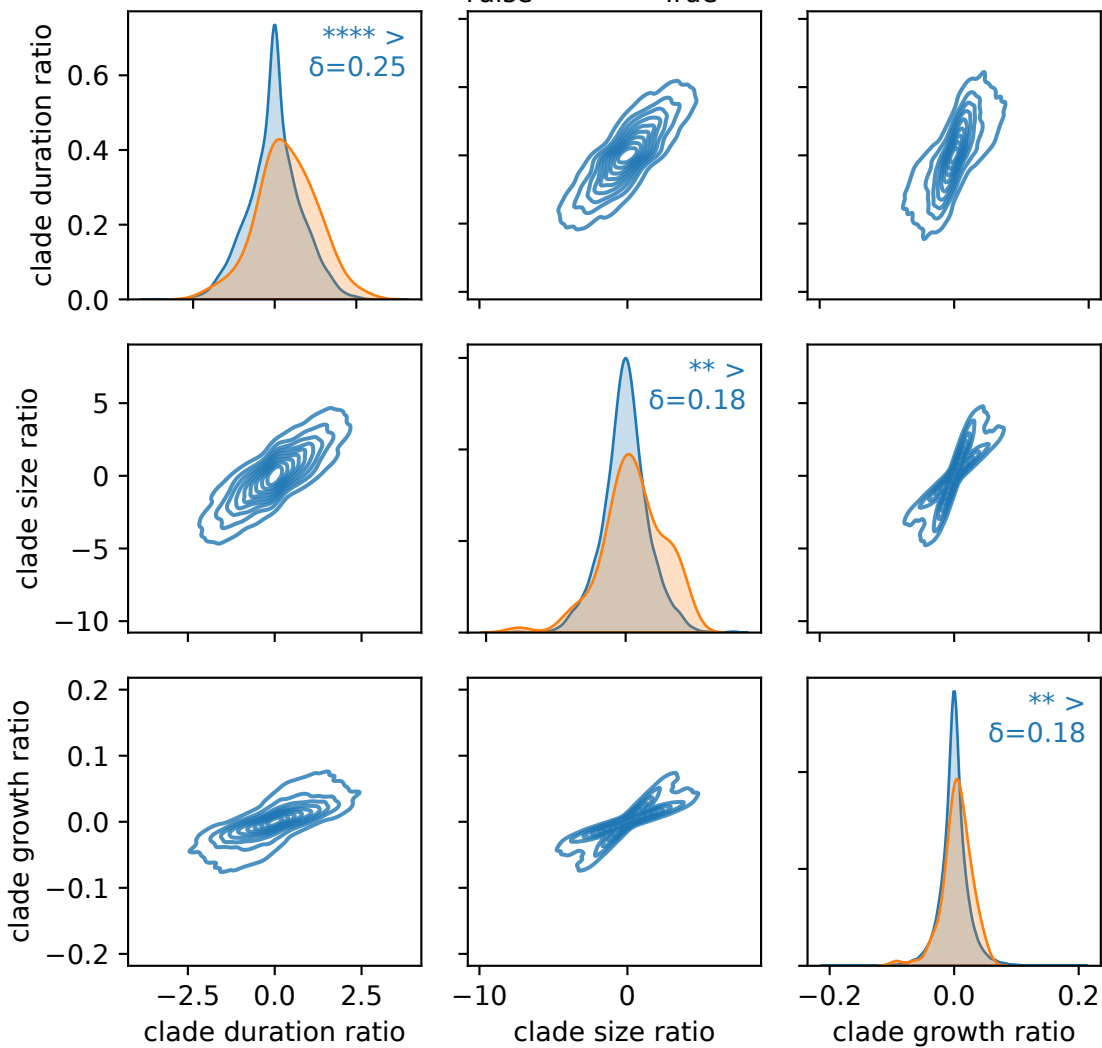 clade duration ratio
0.6
0.4
0.2
0.0
**** >
δ=0.25
clade size ratio
5
0
−5
−10
** >
δ=0.18
clade growth ratio
0.2
0.1
0.0
−0.1
−0.2
** >
δ=0.18
−2.5 0.0 2.5
−10 0
−0.2 0.0 0.2
clade duration ratio
clade size ratio
clade growth ratio